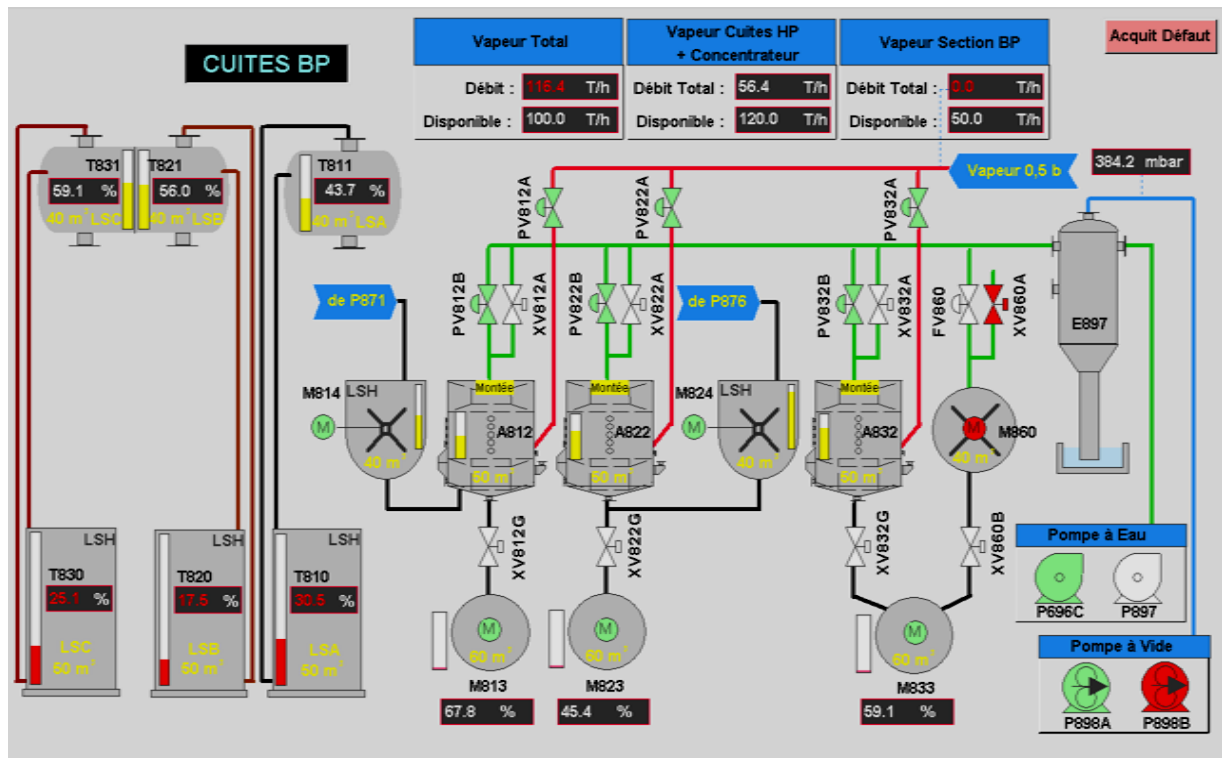 CUITES BP
Vapeur Total
Débit : 116.4 T/h
Disponible : 100.0 T/h
Vapeur Cuites HP
+ Concentrateur
Débit Total : 56.4 T/h
Disponible : 120.0 T/h
Vapeur Section BP
Débit Total : 0.0 T/h
Disponible : 50.0 T/h
Acquit Défaut
T831
59.1 %
40 m³ LSC
T821
56.0 %
40 m³ LSB
T811
43.7 %
40 m³ LSA
Vapeur 0,5 b
384.2 mbar
PV812A
PV822A
PV832A
de P871
PV812B
XV812A
PV822B
XV822A
de P876
PV832B
XV832A
FV860
XV860A
E897
M814
LSH
M
40 m³
Montée
A812
50 m³
Montée
A822
50 m³
M824
LSH
M
40 m³
Montée
A832
50 m³
M
M860
40 m³
XV812G
XV822G
XV832G
XV860B
LSH
T830
25.1 %
LSC
50 m³
LSH
T820
17.5 %
LSB
50 m³
LSH
T810
30.5 %
LSA
50 m³
M
60 m³
M813
67.8 %
M
60 m³
M823
45.4 %
M
60 m³
M833
59.1 %
Pompe à Eau
P696C
P897
Pompe à Vide
P898A
P898B